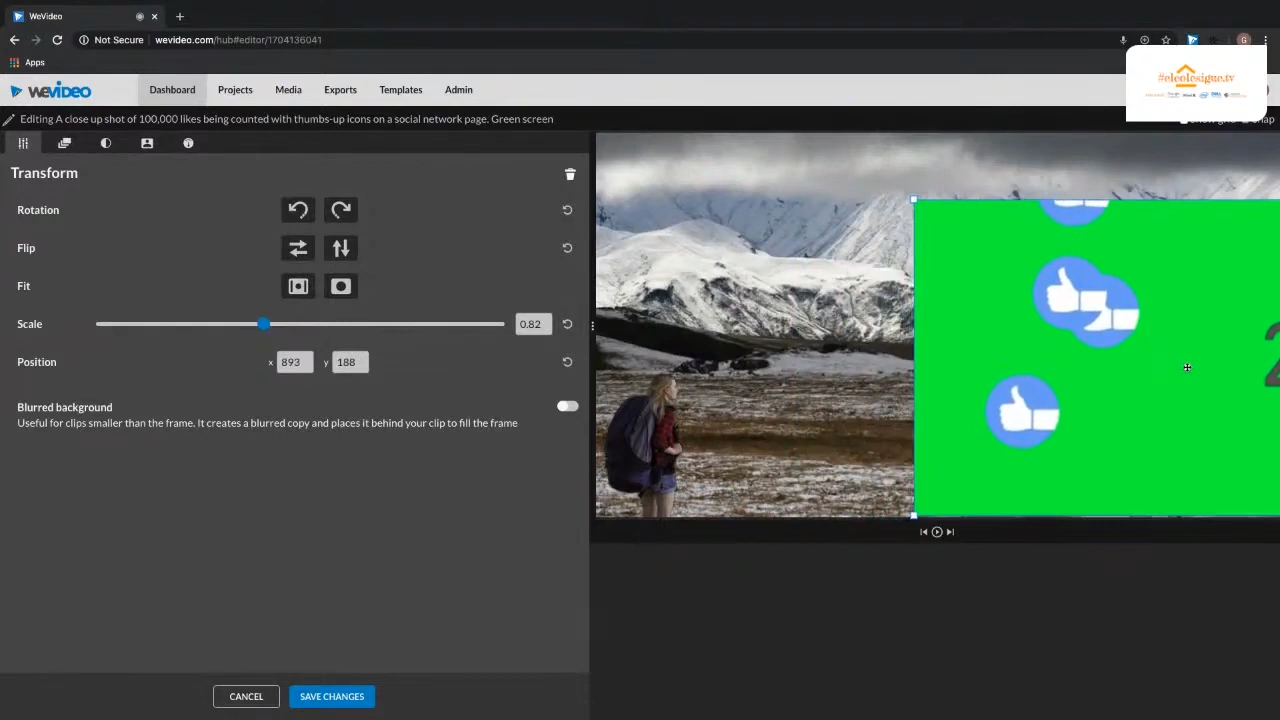 WeVideo
Not Secure
wevideo.com/hub#editor/1704136041
G
Apps
WEVIDEO
Dashboard
Projects
Media
Exports
Templates
Admin
#elcolesigue.tv
Editing A close up shot of 100,000 likes being counted with thumbs-up icons on a social network page. Green screen
Transform
Rotation
Flip
Fit
Scale
0.82
Position
x 893
y 188
Blurred background
Useful for clips smaller than the frame. It creates a blurred copy and places it behind your clip to fill the frame
CANCEL
SAVE CHANGES
2